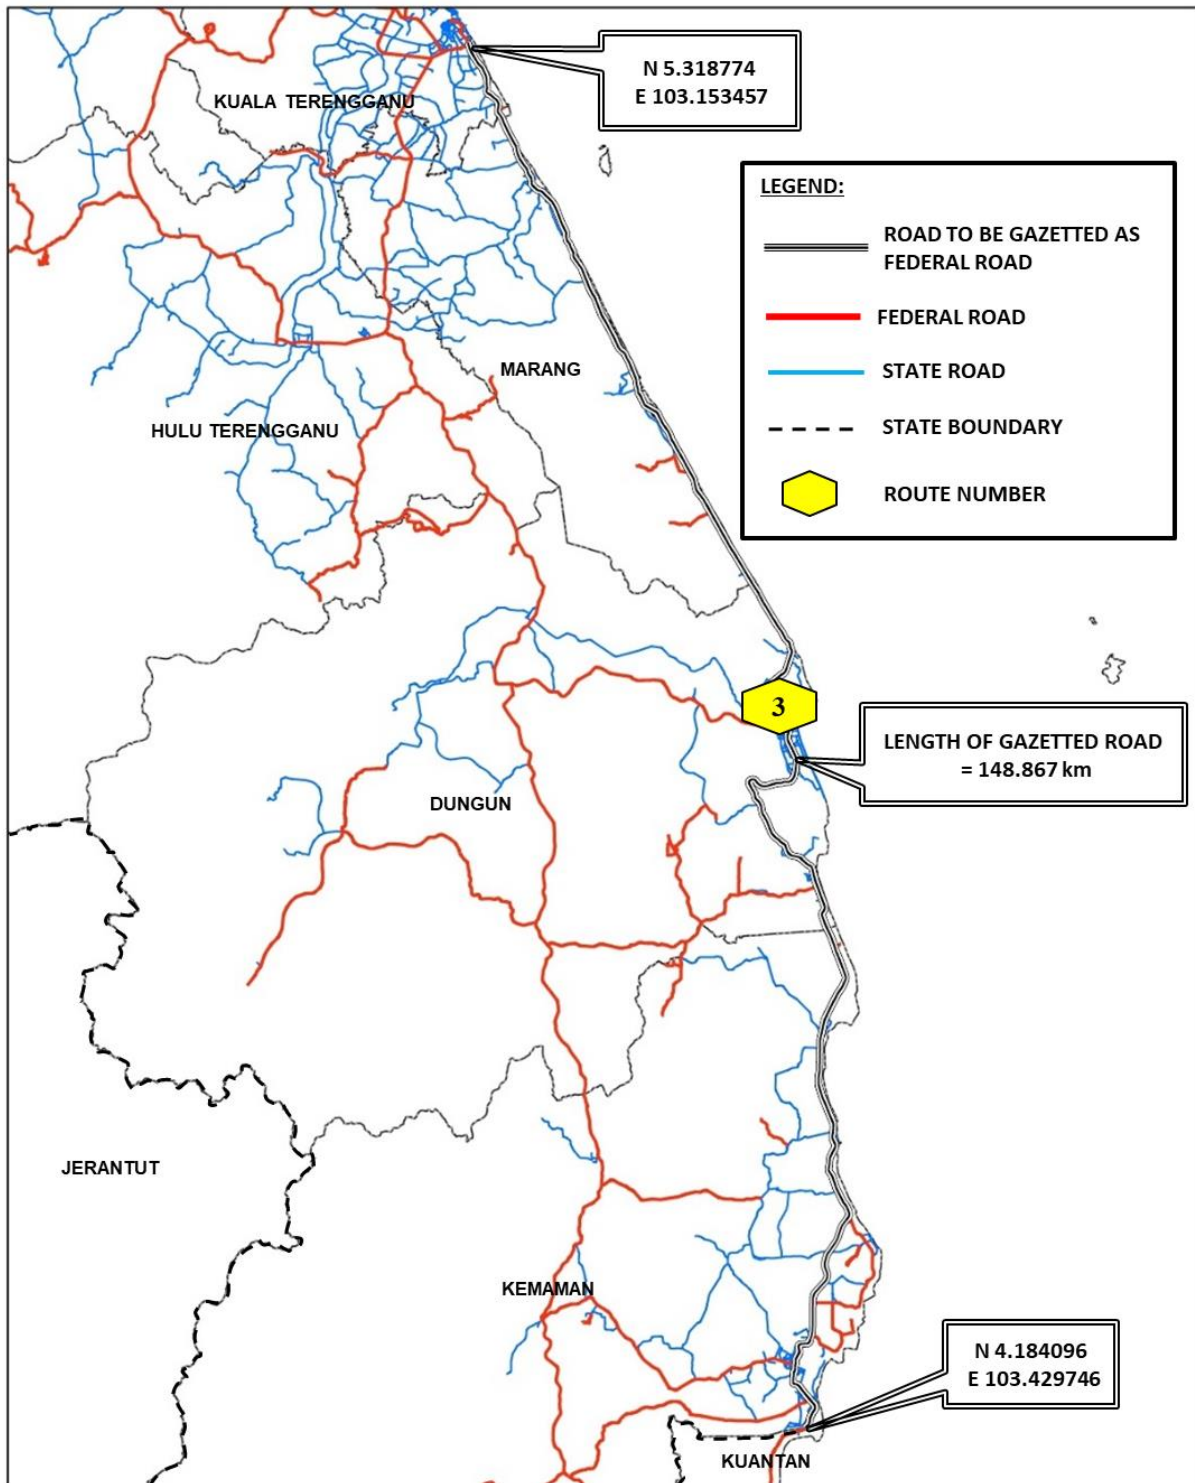 N 5.318774
E 103.153457
KUALA TERENGGANU
LEGEND:
ROAD TO BE GAZETTED AS
FEDERAL ROAD
FEDERAL ROAD
STATE ROAD
STATE BOUNDARY
ROUTE NUMBER
MARANG
HULU TERENGGANU
3
LENGTH OF GAZETTED ROAD
= 148.867 km
DUNGUN
JERANTUT
KEMAMAN
N 4.184096
E 103.429746
KUANTAN